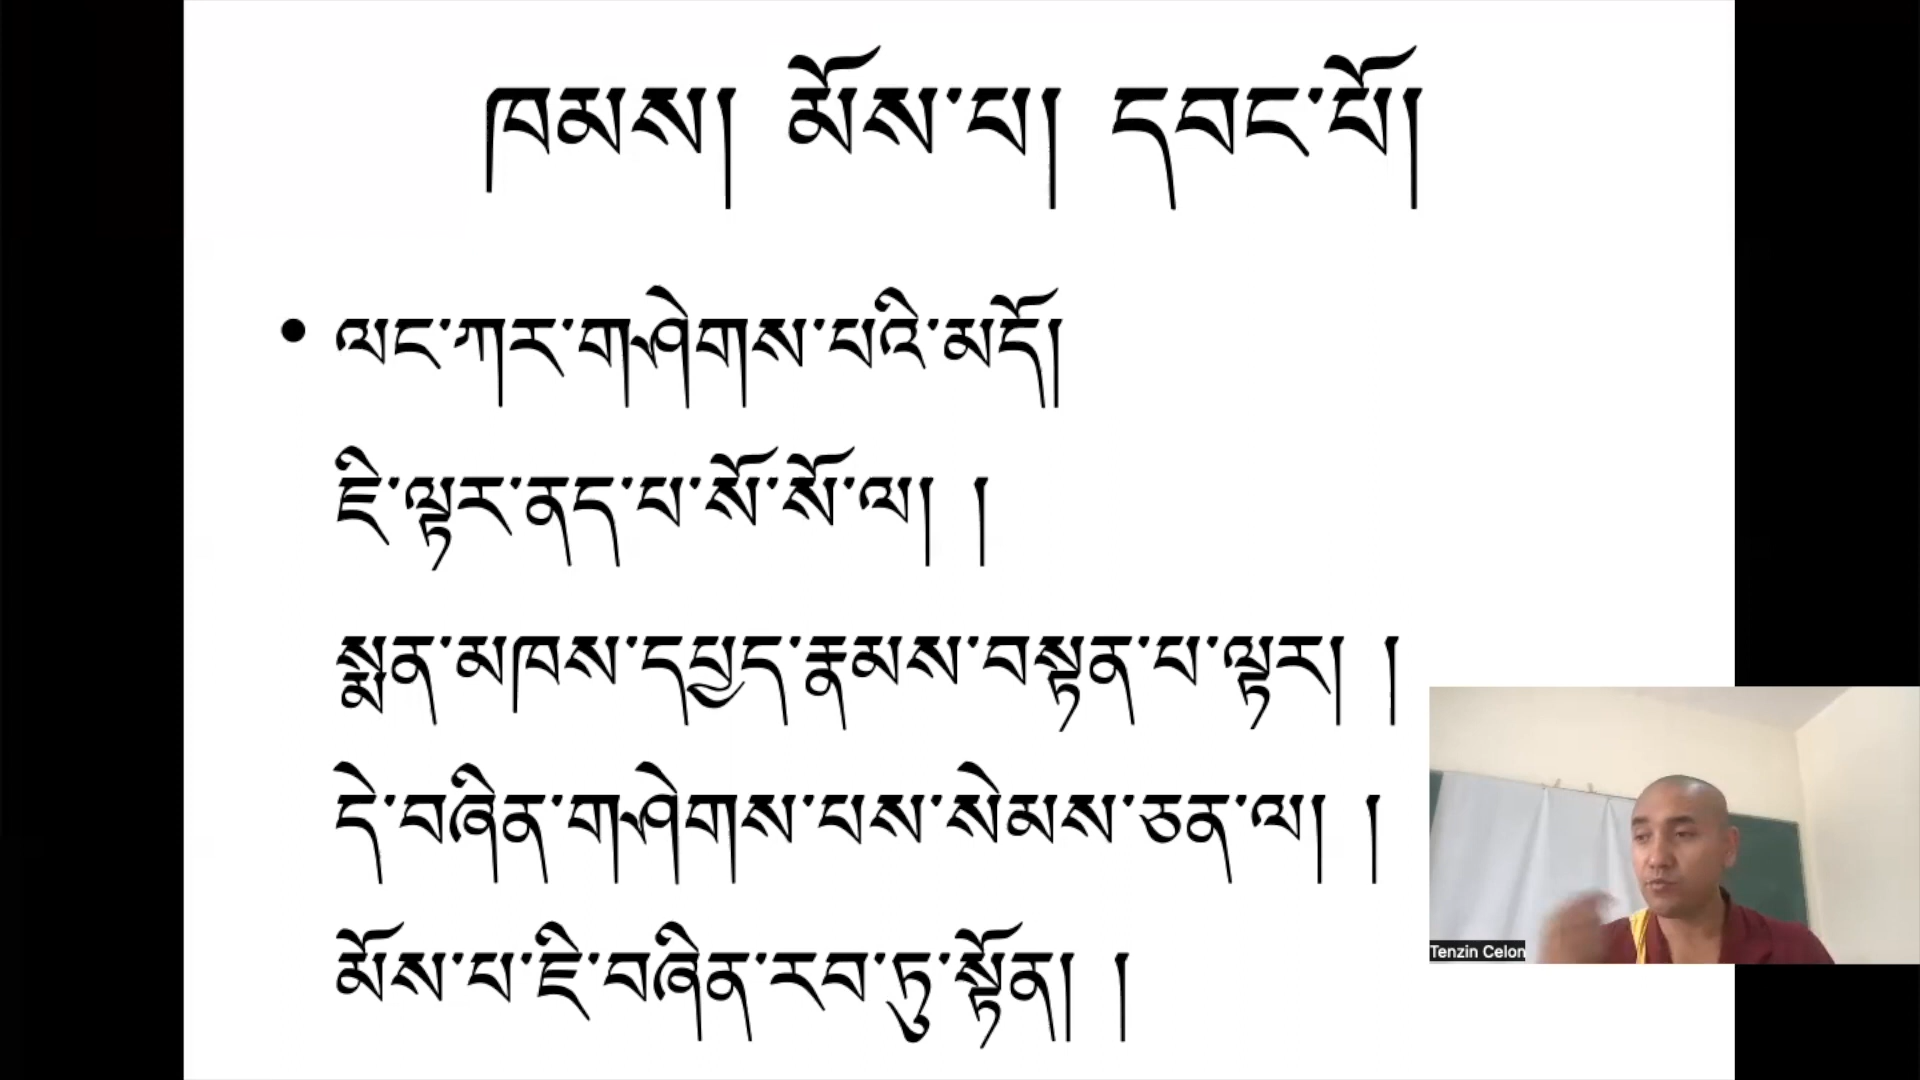 ཁམས། མོས་པ། དབང་པོ།
• ལང་ཀར་གཤེགས་པའི་མདོ།
ཇི་ལྟར་ནད་པ་སོ་སོ་ལ། །
སྨན་མཁས་དཔྱད་རྣམས་བསྟན་པ་ལྟར། །
དེ་བཞིན་གཤེགས་པས་སེམས་ཅན་ལ། །
མོས་པ་ཇི་བཞིན་རབ་ཏུ་སྟོན། །
Tenzin Celon